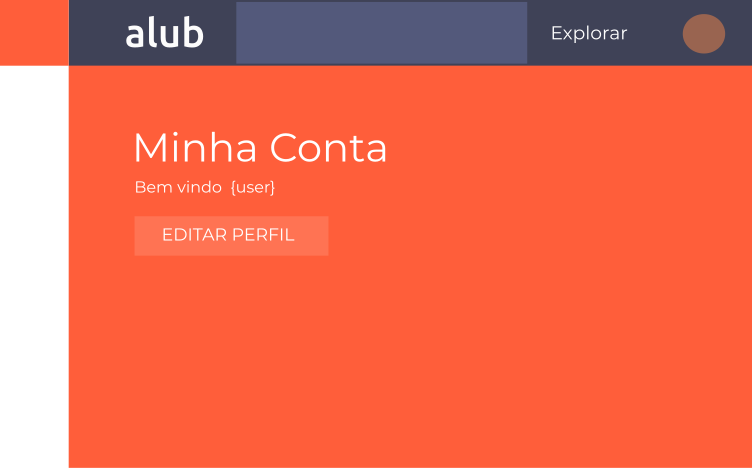 alub
Explorar
Minha Conta
Bem vindo {user}
EDITAR PERFIL